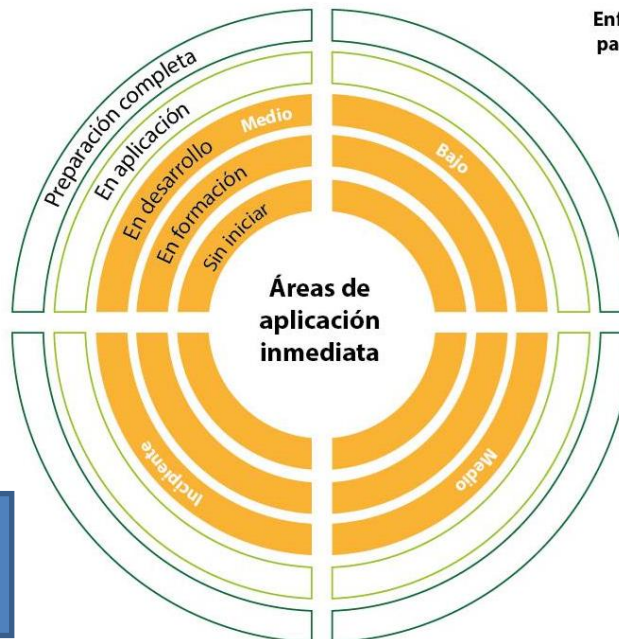 Preparación completa
En aplicación
En desarrollo
En formación
Sin iniciar
Medio
Bajo
Áreas de
aplicación
inmediata
Incipiente
Medio